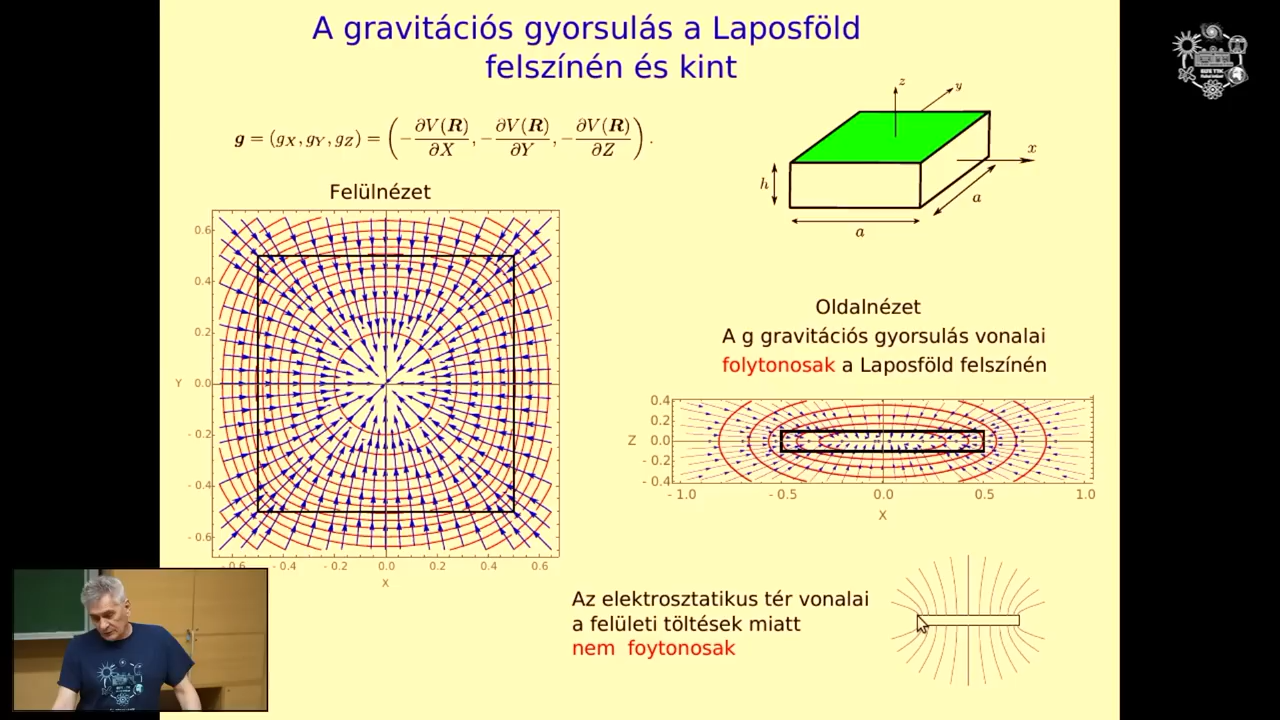 A gravitációs gyorsulás a Laposföld
felszínén és kint
g = (gX, gY, gZ) = ( −∂V(R)/∂X, −∂V(R)/∂Y, −∂V(R)/∂Z ) .
z
y
x
h
a
a
Felülnézet
0.6
0.4
0.2
Y 0.0
- 0.2
- 0.4
- 0.6
- 0.6 - 0.4 - 0.2 0.0 0.2 0.4 0.6
X
Oldalnézet
A g gravitációs gyorsulás vonalai
folytonosak a Laposföld felszínén
0.4
0.2
Z 0.0
- 0.2
- 0.4
- 1.0 - 0.5 0.0 0.5 1.0
X
Az elektrosztatikus tér vonalai
a felületi töltések miatt
nem foytonosak